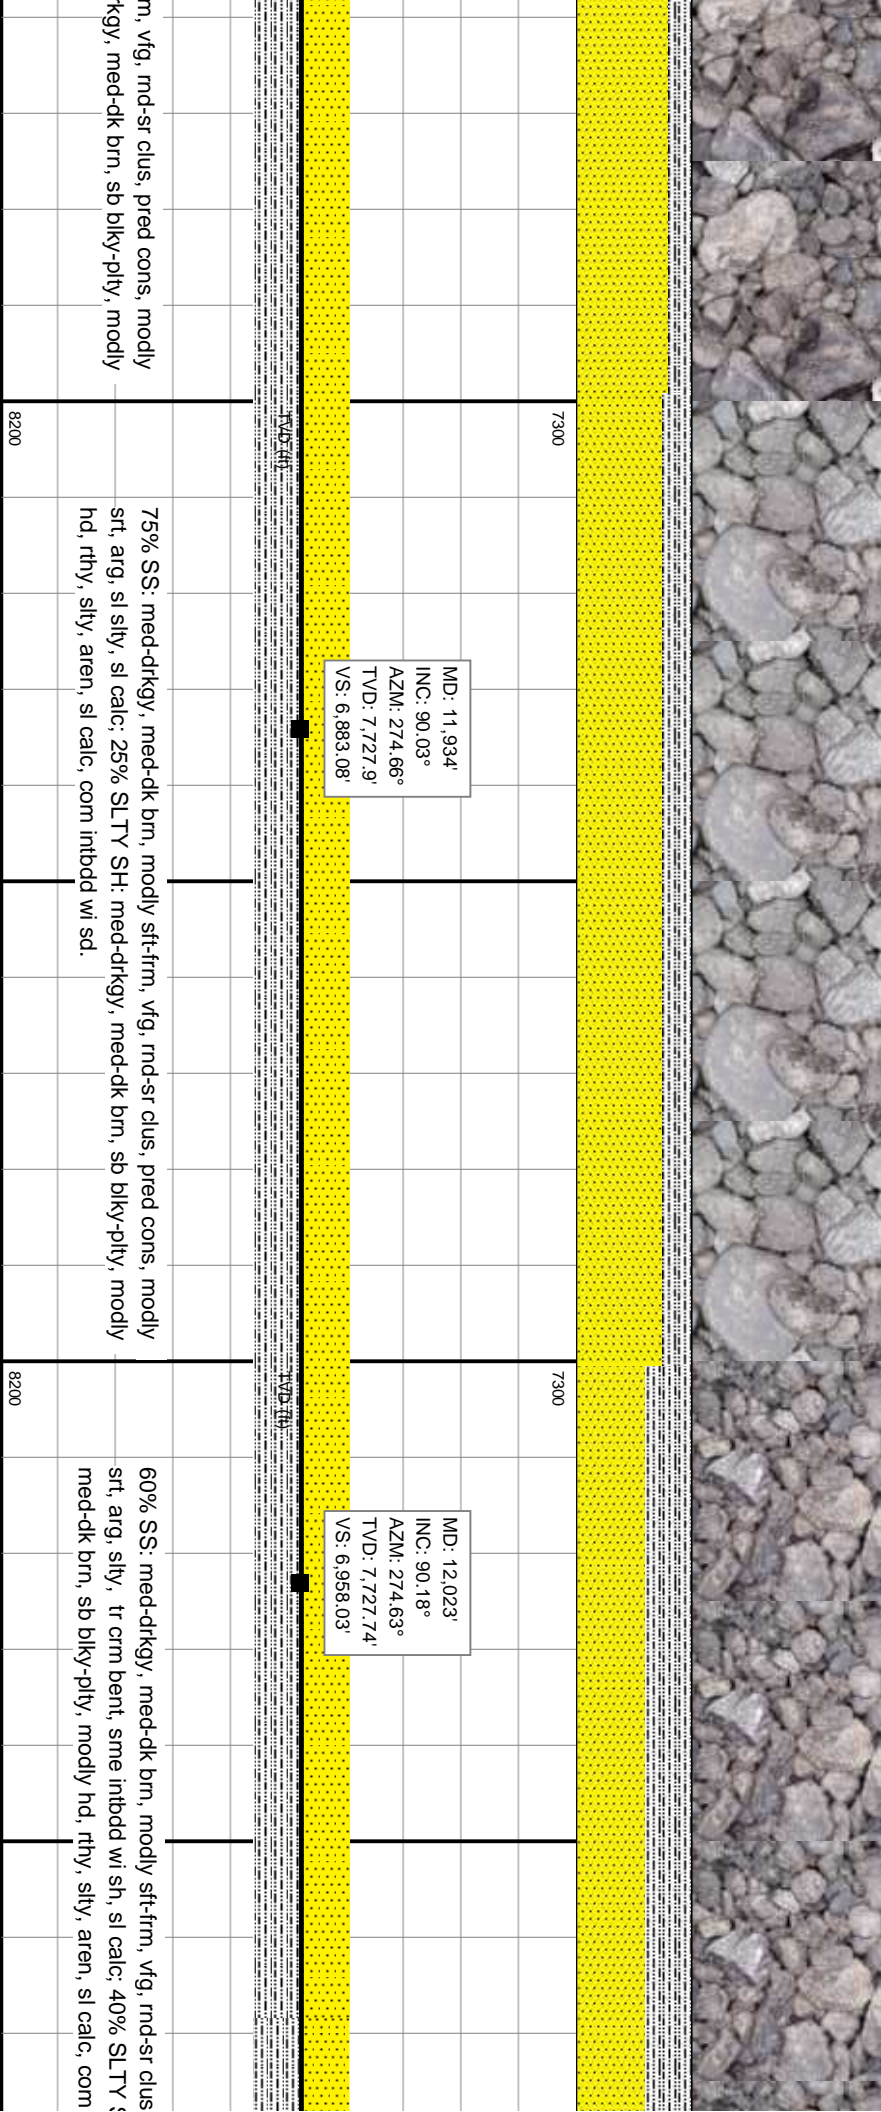 m, vfg, rnd-sr clus, pred cons, modly
rkgy, med-dk brn, sb blky-plty, modly
7300
TVD (ft)
8200
MD: 11,934'
INC: 90.03°
AZM: 274.66°
TVD: 7,727.9'
VS: 6,883.08'
75% SS: med-drkgy, med-dk brn, modly sft-frm, vfg, rnd-sr clus, pred cons, modly
srt, arg, sl slty, sl calc; 25% SLTY SH: med-drkgy, med-dk brn, sb blky-plty, modly
hd, rthy, slty, aren, sl calc, com intbdd wi sd.
7300
TVD (ft)
8200
MD: 12,023'
INC: 90.18°
AZM: 274.63°
TVD: 7,727.74'
VS: 6,958.03'
60% SS: med-drkgy, med-dk brn, modly sft-frm, vfg, rnd-sr clus
srt, arg, slty, tr crm bent, sme intbdd wi sh, sl calc; 40% SLTY
med-dk brn, sb blky-plty, modly hd, rthy, slty, aren, sl calc, com